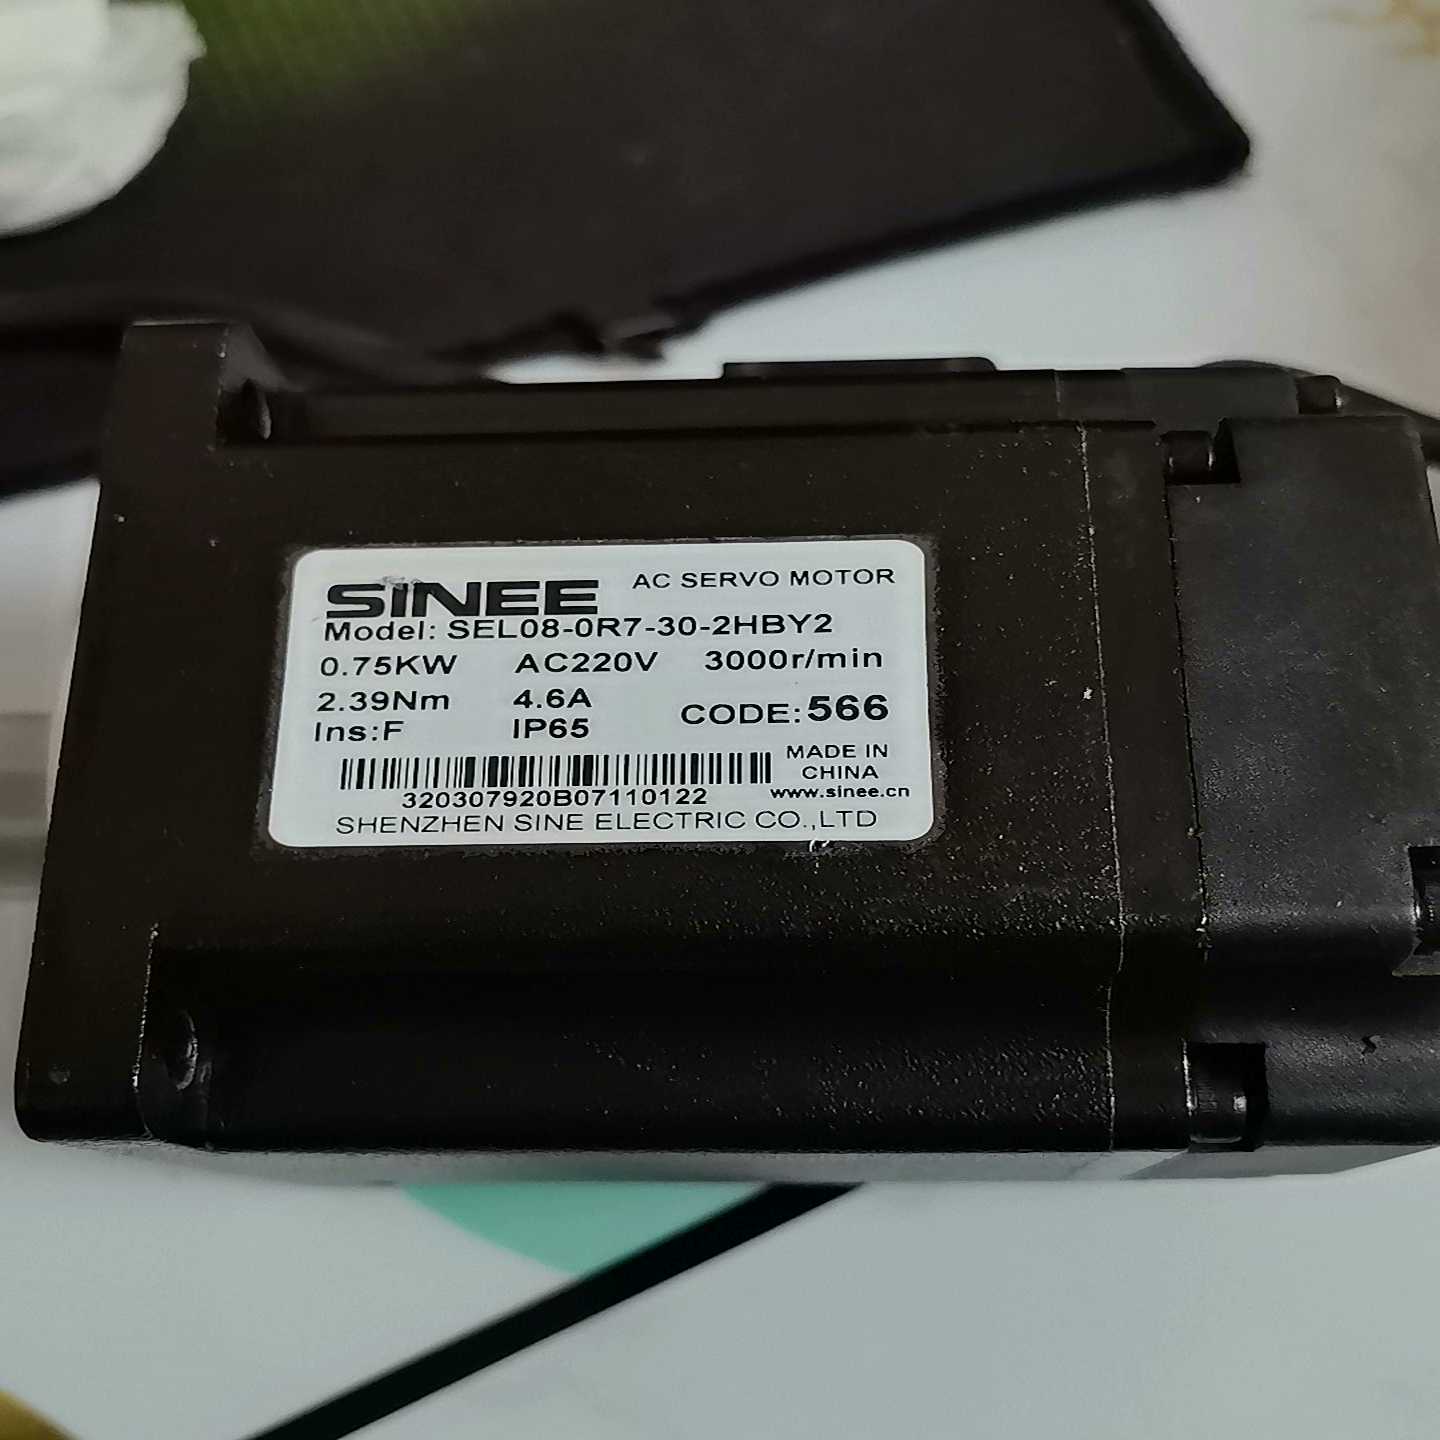 SINEE AC SERVO MOTOR
Model: SEL08-0R7-30-2HBY2
0.75KW AC220V 3000r/min
2.39Nm 4.6A
Ins:F IP65 CODE:566
MADE IN
CHINA
320307920B07110122 www.sinee.cn
SHENZHEN SINE ELECTRIC CO.,LTD